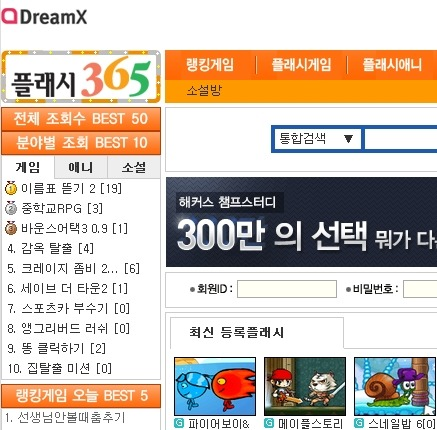 DreamX
플래시 365
랭킹게임 플래시게임 플래시애니
소설방
전체 조회수 BEST 50
분야별 조회 BEST 10
게임 애니 소설
이름표 뜯기 2 [19]
중학교RPG [3]
바운스어택3 0.9 [1]
4. 감옥 탈출 [4]
5. 크레이지 좀비 2... [6]
6. 세이브 더 타운2 [1]
7. 스포츠카 부수기 [0]
8. 앵그리버드 러쉬 [0]
9. 똥 클릭하기 [2]
10. 집탈출 미션 [0]
랭킹게임 오늘 BEST 5
1. 선생님안볼때춤추기
통합검색
해커스 챔프스터디
300만 의 선택 뭐가 다
회원ID :
비밀번호 :
최신 등록플래시
G 파이어보이&
G 메이플스토리
G 스네일밥 6[0]